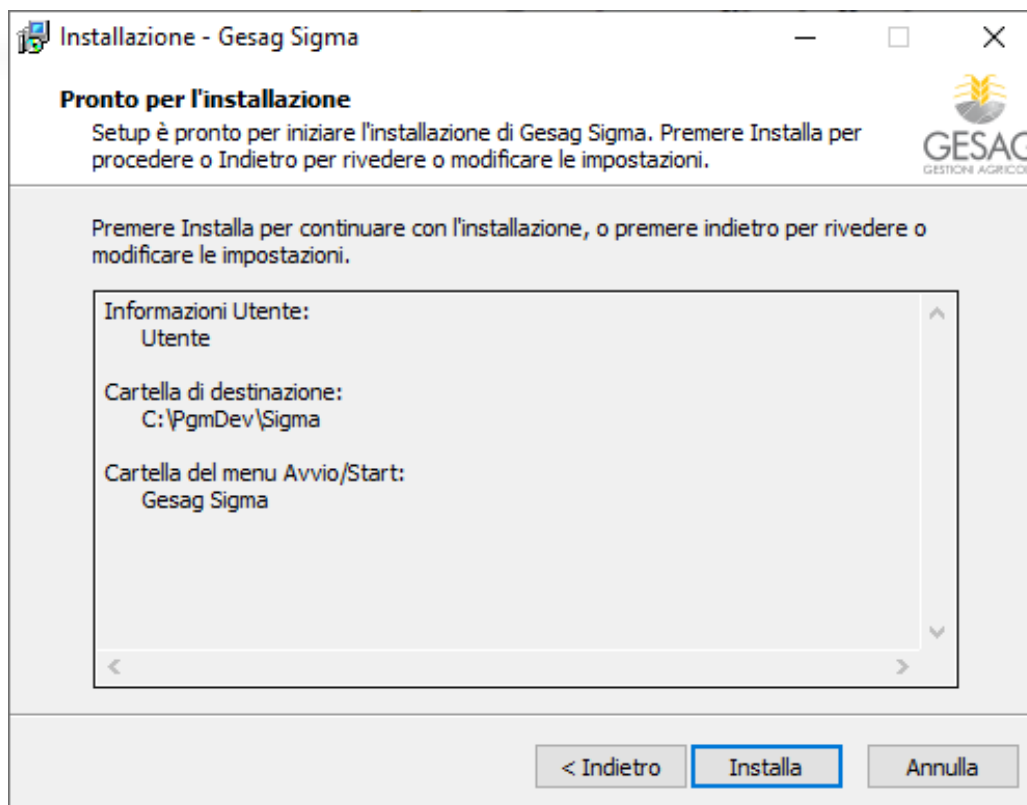 Installazione - Gesag Sigma
Pronto per l'installazione
Setup è pronto per iniziare l'installazione di Gesag Sigma. Premere Installa per
procedere o Indietro per rivedere o modificare le impostazioni.
GESAG
GESTIONI AGRICOL
Premere Installa per continuare con l'installazione, o premere indietro per rivedere o
modificare le impostazioni.
Informazioni Utente:
Utente
Cartella di destinazione:
C:\PgmDev\Sigma
Cartella del menu Avvio/Start:
Gesag Sigma
< Indietro
Installa
Annulla